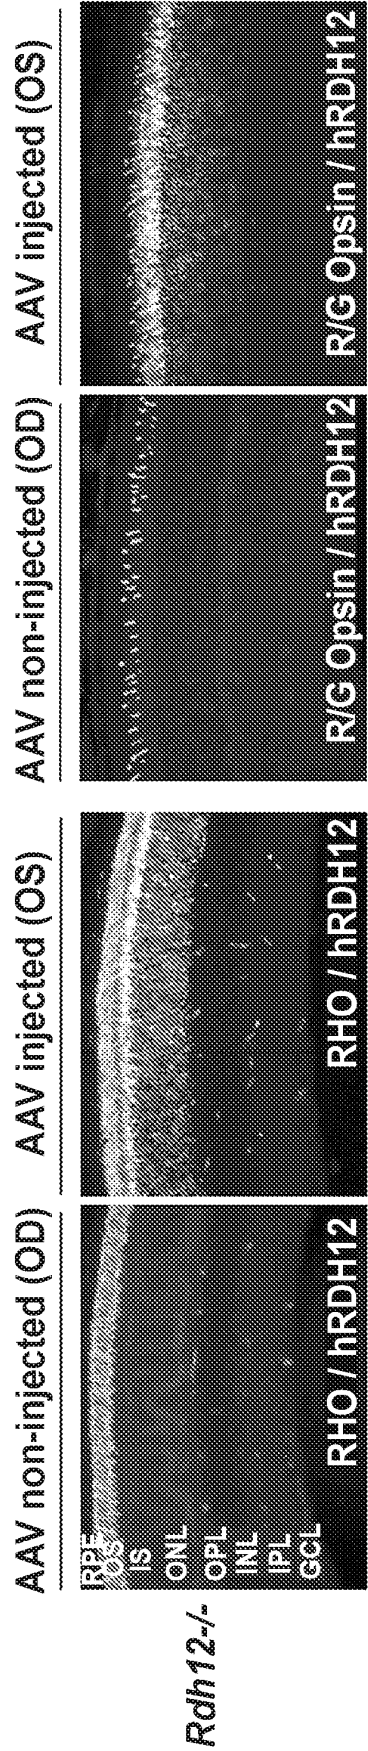 AAV non-injected (OD)
AAV injected (OS)
AAV non-injected (OD)
AAV injected (OS)
Rdh12-/-
RPE
OS
IS
ONL
OPL
INL
IPL
GCL
RHO / hRDH12
RHO / hRDH12
R/G Opsin / hRDH12
R/G Opsin / hRDH12